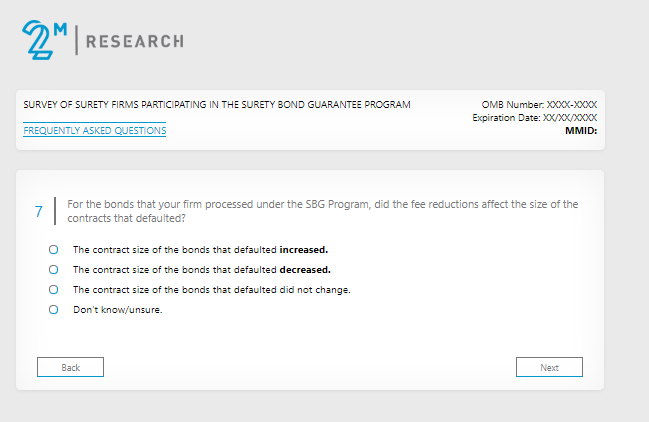 2M RESEARCH
SURVEY OF SURETY FIRMS PARTICIPATING IN THE SURETY BOND GUARANTEE PROGRAM
OMB Number: XXXX-XXXX
Expiration Date: XX/XX/XXXX
FREQUENTLY ASKED QUESTIONS
MMID:
7
For the bonds that your firm processed under the SBG Program, did the fee reductions affect the size of the
contracts that defaulted?
The contract size of the bonds that defaulted increased.
The contract size of the bonds that defaulted decreased.
The contract size of the bonds that defaulted did not change.
Don't know/unsure.
Back
Next